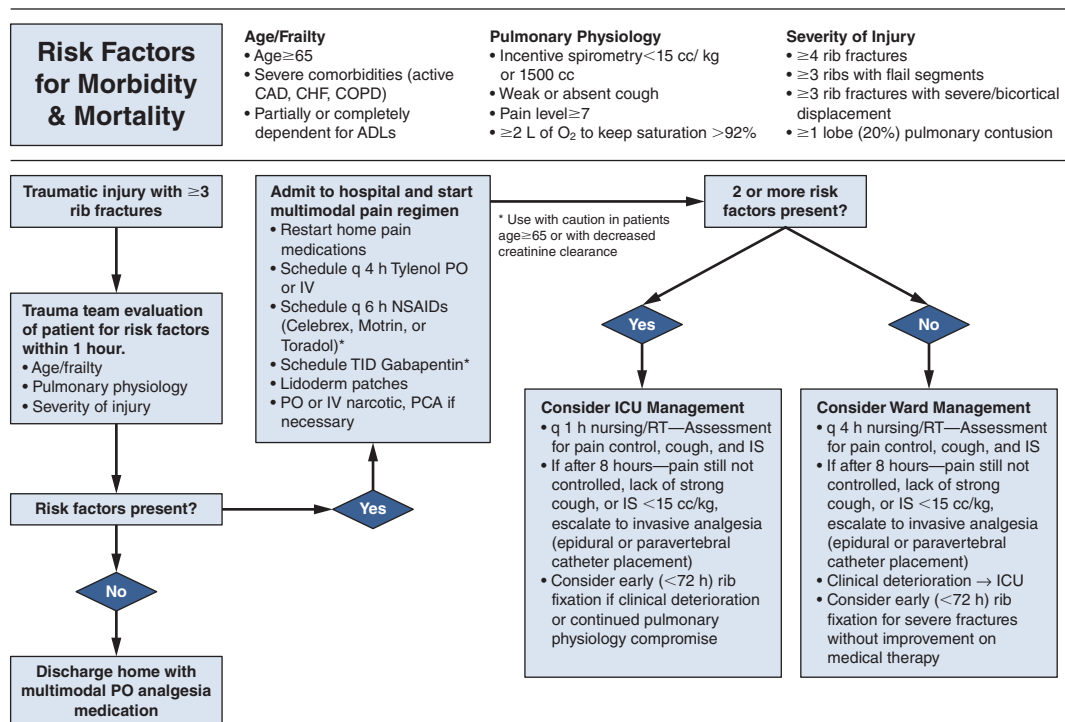 Risk Factors
for Morbidity
& Mortality
Age/Frailty
• Age≥65
• Severe comorbidities (active
CAD, CHF, COPD)
• Partially or completely
dependent for ADLs
Pulmonary Physiology
• Incentive spirometry<15 cc/ kg
or 1500 cc
• Weak or absent cough
• Pain level≥7
• ≥2 L of O₂ to keep saturation >92%
Severity of Injury
• ≥4 rib fractures
• ≥3 ribs with flail segments
• ≥3 rib fractures with severe/bicortical
displacement
• ≥1 lobe (20%) pulmonary contusion
Traumatic injury with ≥3
rib fractures
Trauma team evaluation
of patient for risk factors
within 1 hour.
• Age/frailty
• Pulmonary physiology
• Severity of injury
Risk factors present?
No
Discharge home with
multimodal PO analgesia
medication
Yes
Admit to hospital and start
multimodal pain regimen
• Restart home pain
medications
• Schedule q 4 h Tylenol PO
or IV
• Schedule q 6 h NSAIDs
(Celebrex, Motrin, or
Toradol)*
• Schedule TID Gabapentin*
• Lidoderm patches
• PO or IV narcotic, PCA if
necessary
* Use with caution in patients
age≥65 or with decreased
creatinine clearance
2 or more risk
factors present?
Yes
Consider ICU Management
• q 1 h nursing/RT—Assessment
for pain control, cough, and IS
• If after 8 hours—pain still not
controlled, lack of strong
cough, or IS <15 cc/kg,
escalate to invasive analgesia
(epidural or paravertebral
catheter placement)
• Consider early (<72 h) rib
fixation if clinical deterioration
or continued pulmonary
physiology compromise
No
Consider Ward Management
• q 4 h nursing/RT—Assessment
for pain control, cough, and IS
• If after 8 hours—pain still not
controlled, lack of strong
cough, or IS <15 cc/kg,
escalate to invasive analgesia
(epidural or paravertebral
catheter placement)
• Clinical deterioration → ICU
• Consider early (<72 h) rib
fixation for severe fractures
without improvement on
medical therapy